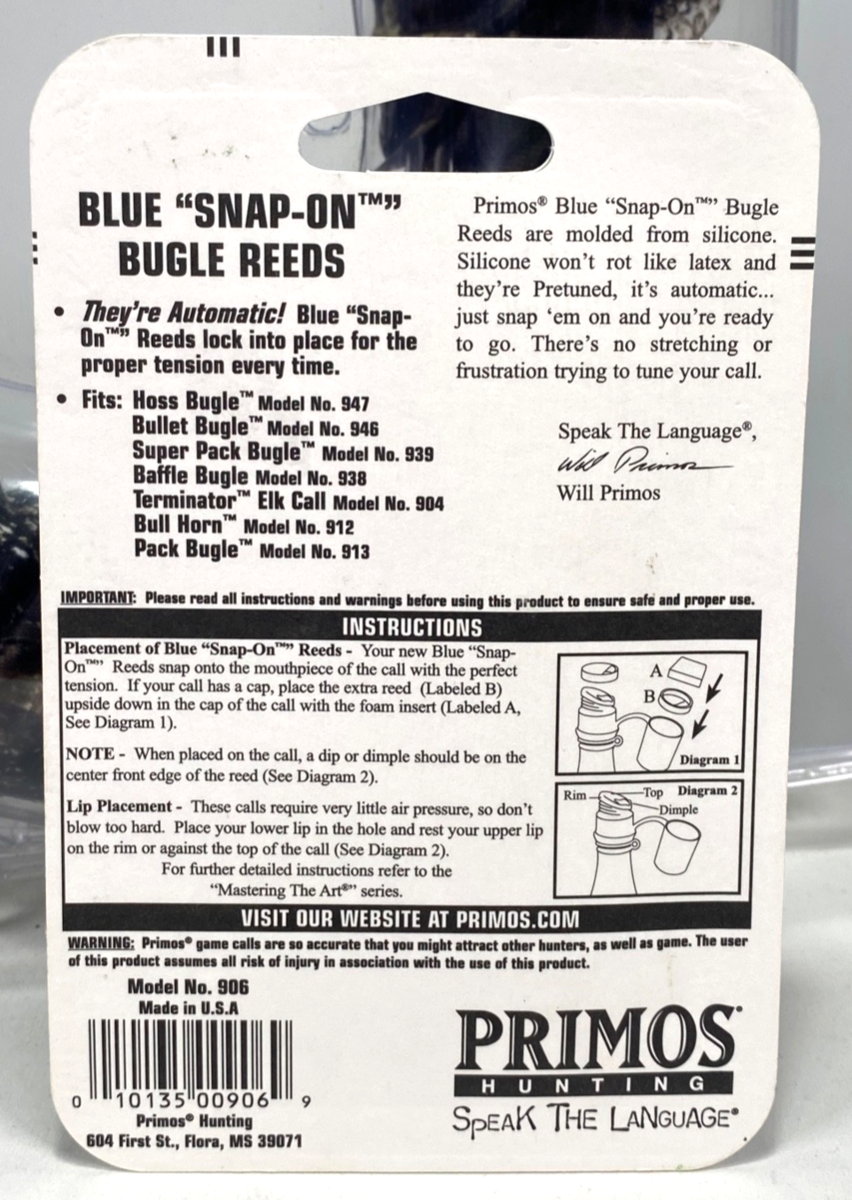 BLUE “SNAP-ON™”
BUGLE REEDS
• They’re Automatic! Blue “Snap-
On™” Reeds lock into place for the
proper tension every time.
• Fits: Hoss Bugle™ Model No. 947
Bullet Bugle™ Model No. 946
Super Pack Bugle™ Model No. 939
Baffle Bugle Model No. 938
Terminator™ Elk Call Model No. 904
Bull Horn™ Model No. 912
Pack Bugle™ Model No. 913
Primos® Blue “Snap-On™” Bugle
Reeds are molded from silicone.
Silicone won’t rot like latex and
they’re Pretuned, it’s automatic...
just snap ‘em on and you’re ready
to go. There’s no stretching or
frustration trying to tune your call.
Speak The Language®,
Will Primos
Will Primos
IMPORTANT: Please read all instructions and warnings before using this product to ensure safe and proper use.
INSTRUCTIONS
Placement of Blue “Snap-On™” Reeds - Your new Blue “Snap-
On™” Reeds snap onto the mouthpiece of the call with the perfect
tension. If your call has a cap, place the extra reed (Labeled B)
upside down in the cap of the call with the foam insert (Labeled A,
See Diagram 1).
NOTE - When placed on the call, a dip or dimple should be on the
center front edge of the reed (See Diagram 2).
Lip Placement - These calls require very little air pressure, so don’t
blow too hard. Place your lower lip in the hole and rest your upper lip
on the rim or against the top of the call (See Diagram 2).
For further detailed instructions refer to the
“Mastering The Art®” series.
A
B
Diagram 1
Rim Top Diagram 2
Dimple
VISIT OUR WEBSITE AT PRIMOS.COM
WARNING: Primos® game calls are so accurate that you might attract other hunters, as well as game. The user
of this product assumes all risk of injury in association with the use of this product.
Model No. 906
Made in U.S.A
0 10135 00906 9
Primos® Hunting
604 First St., Flora, MS 39071
PRIMOS®
HUNTING
SPEAK THE LANGUAGE®